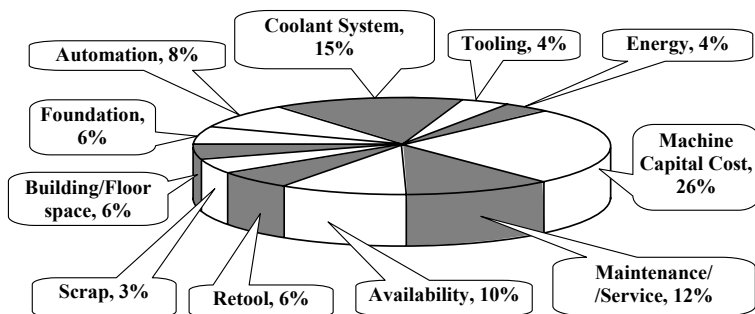 Coolant System,
15%
Tooling, 4%
Energy, 4%
Automation, 8%
Foundation,
6%
Machine
Capital Cost,
26%
Building/Floor
space, 6%
Scrap, 3%
Retool, 6%
Availability, 10%
Maintenance/
/Service, 12%